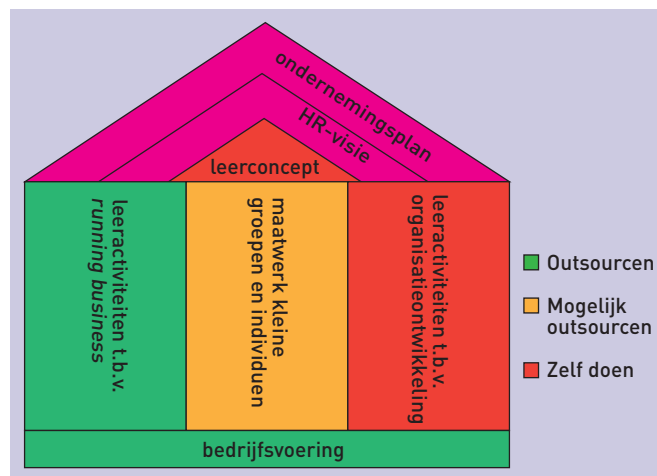 ondernemingsplan
HR-visie
leerconcept
leeractiviteiten t.b.v.
running business
maatwerk kleine
groepen en individuen
leeractiviteiten t.b.v.
organisatieontwikkeling
bedrijfsvoering
Outsourcen
Mogelijk
outsourcen
Zelf doen